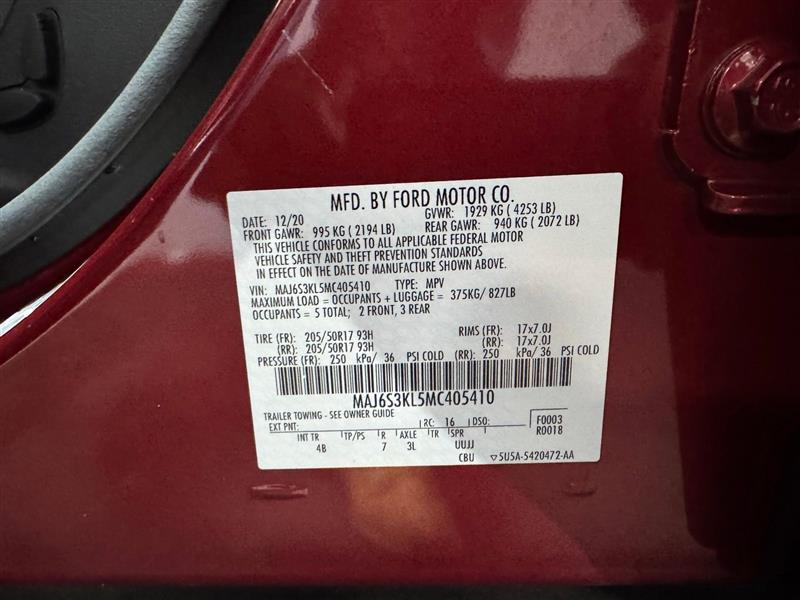 MFD. BY FORD MOTOR CO.
DATE: 12/20 GVWR: 1929 KG ( 4253 LB)
FRONT GAWR: 995 KG ( 2194 LB) REAR GAWR: 940 KG ( 2072 LB)
THIS VEHICLE CONFORMS TO ALL APPLICABLE FEDERAL MOTOR
VEHICLE SAFETY AND THEFT PREVENTION STANDARDS
IN EFFECT ON THE DATE OF MANUFACTURE SHOWN ABOVE.
VIN: MAJ6S3KL5MC405410 TYPE: MPV
MAXIMUM LOAD = OCCUPANTS + LUGGAGE = 375KG/ 827LB
OCCUPANTS = 5 TOTAL; 2 FRONT, 3 REAR
TIRE (FR): 205/50R17 93H RIMS (FR): 17x7.0J
(RR): 205/50R17 93H (RR): 17x7.0J
PRESSURE (FR): 250 kPa/ 36 PSI COLD (RR): 250 kPa/ 36 PSI COLD
MAJ6S3KL5MC405410
TRAILER TOWING - SEE OWNER GUIDE
EXT PNT: RC: 16 DSO: F0003
R0018
INT TR TP/PS R AXLE TR SPR
4B 7 3L UUJJ
CBU ▽5U5A-5420472-AA